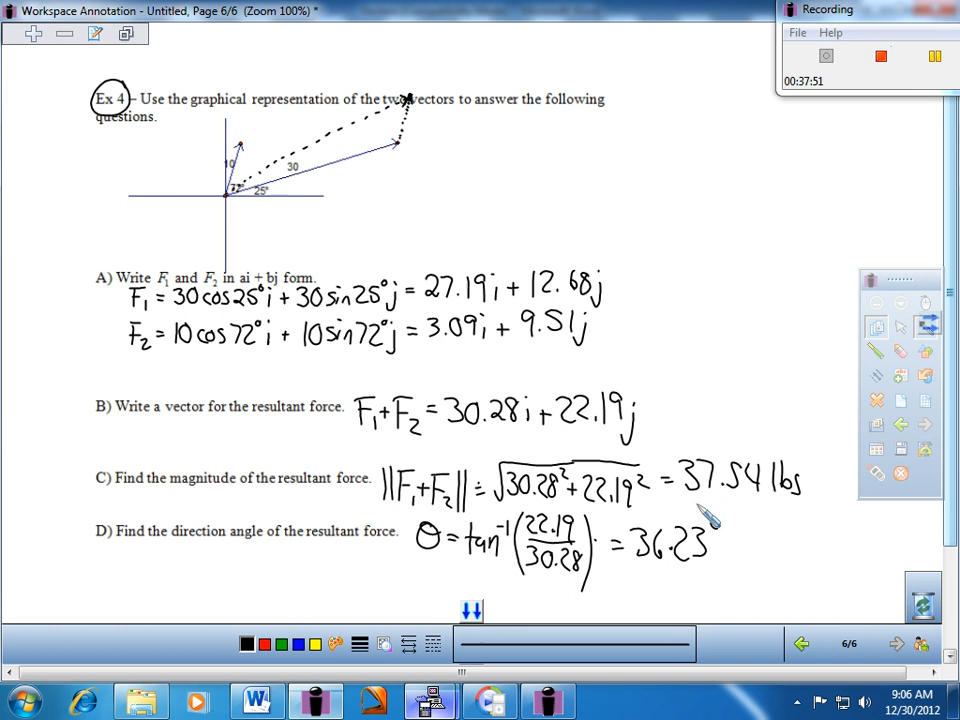 Workspace Annotation - Untitled, Page 6/6 (Zoom 100%) *
Recording
File Help
00:37:51
Ex 4 – Use the graphical representation of the two vectors to answer the following
questions.
10
30
72°
25°
A) Write F₁ and F₂ in ai + bj form.
F₁ = 30cos25°i + 30sin25°j = 27.19i + 12.68j
F₂ = 10cos72°i + 10sin72°j = 3.09i + 9.51j
B) Write a vector for the resultant force. F₁+F₂ = 30.28i + 22.19j
C) Find the magnitude of the resultant force. ||F₁+F₂|| = √30.28²+22.19² = 37.54 lbs
D) Find the direction angle of the resultant force. θ = tan⁻¹(22.19/30.28) = 36.23°
6/6
9:06 AM
12/30/2012